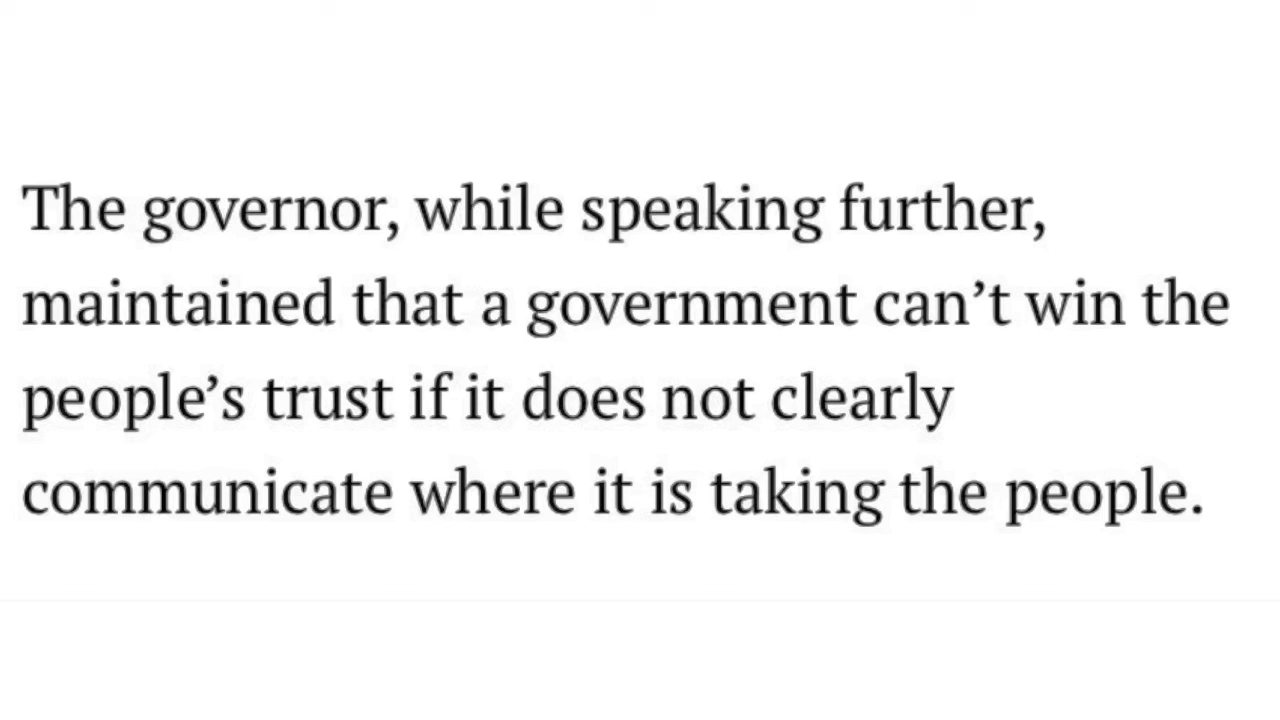 The governor, while speaking further,
maintained that a government can’t win the
people’s trust if it does not clearly
communicate where it is taking the people.